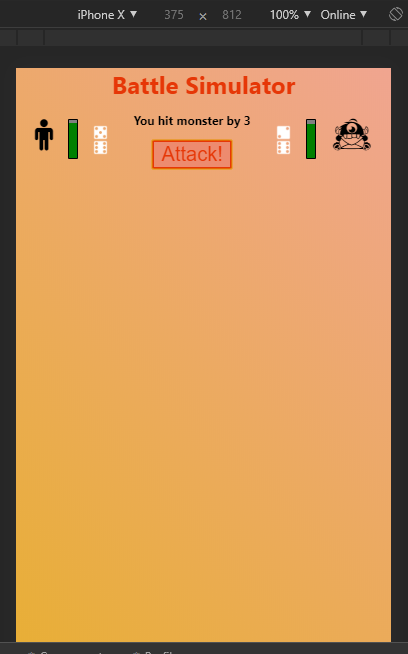 iPhone X ▼ 375 × 812 100% ▼ Online ▼
Battle Simulator
You hit monster by 3
Attack!